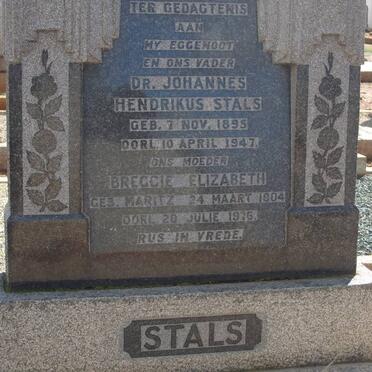 TER GEDAGTENIS
AAN
MY EGGENOOT
EN ONS VADER
DR. JOHANNES
HENDRIKUS STALS
GEB. 7 NOV. 1895
OORL. 10 APRIL 1947.
ONS MOEDER
BREGGIE ELIZABETH
GEB. MARITZ 24 MAART 1904
OORL. 20 JULIE
RUS IN VREDE.
STALS